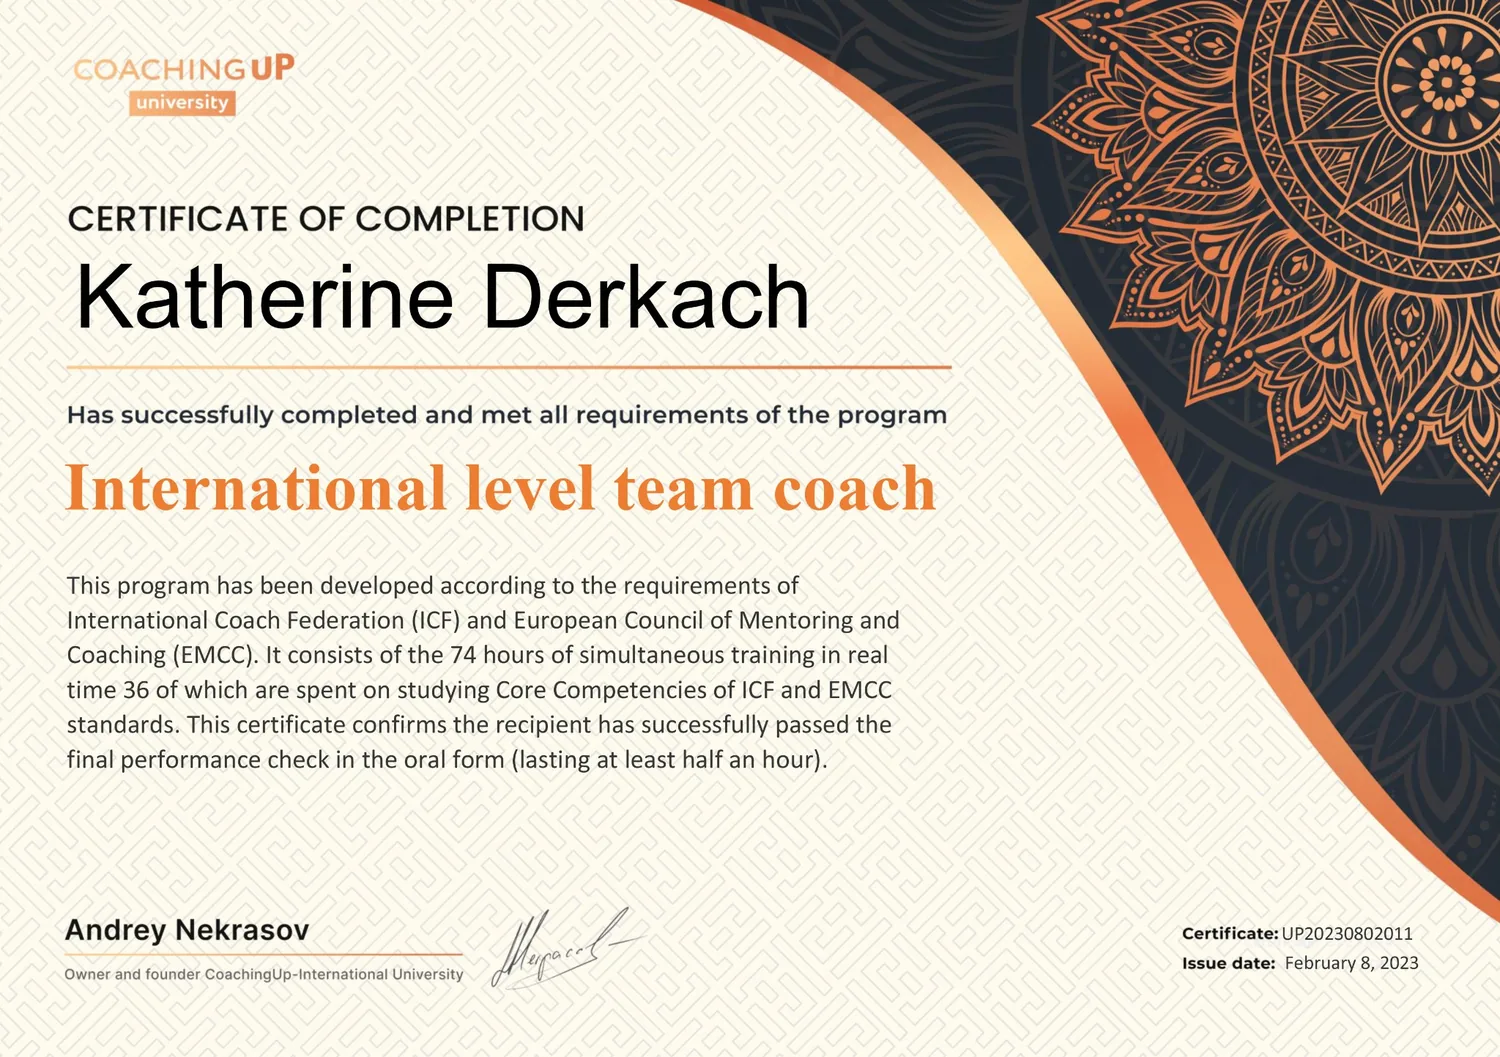 COACHINGUP
university
CERTIFICATE OF COMPLETION
Katherine Derkach
Has successfully completed and met all requirements of the program
International level team coach
This program has been developed according to the requirements of
International Coach Federation (ICF) and European Council of Mentoring and
Coaching (EMCC). It consists of the 74 hours of simultaneous training in real
time 36 of which are spent on studying Core Competencies of ICF and EMCC
standards. This certificate confirms the recipient has successfully passed the
final performance check in the oral form (lasting at least half an hour).
Andrey Nekrasov
Owner and founder CoachingUp-International University
Certificate: UP20230802011
Issue date: February 8, 2023